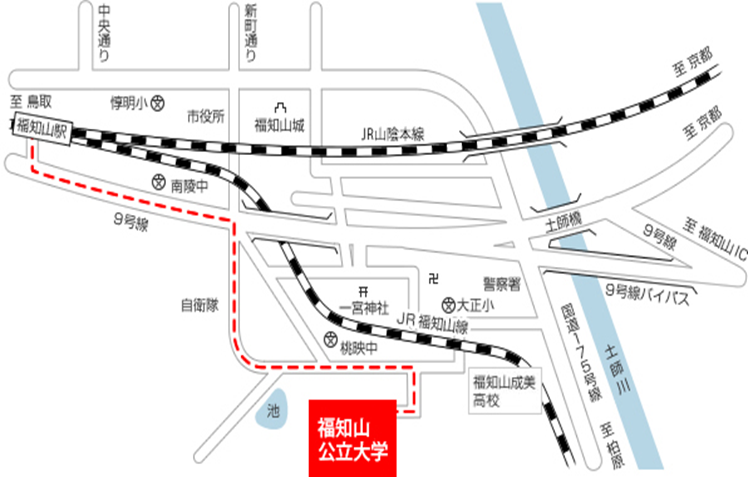 中央通り
新町通り
至 京都
至 鳥取
惇明小
福知山駅
市役所
福知山城
JR山陰本線
至 京都
南陵中
9号線
土師橋
9号線
至 福知山IC
自衛隊
一宮神社
卍
警察署
大正小
9号線バイパス
JR福知山線
桃映中
国道175号線
土師川
福知山成美
高校
池
福知山
公立大学
至 柏原